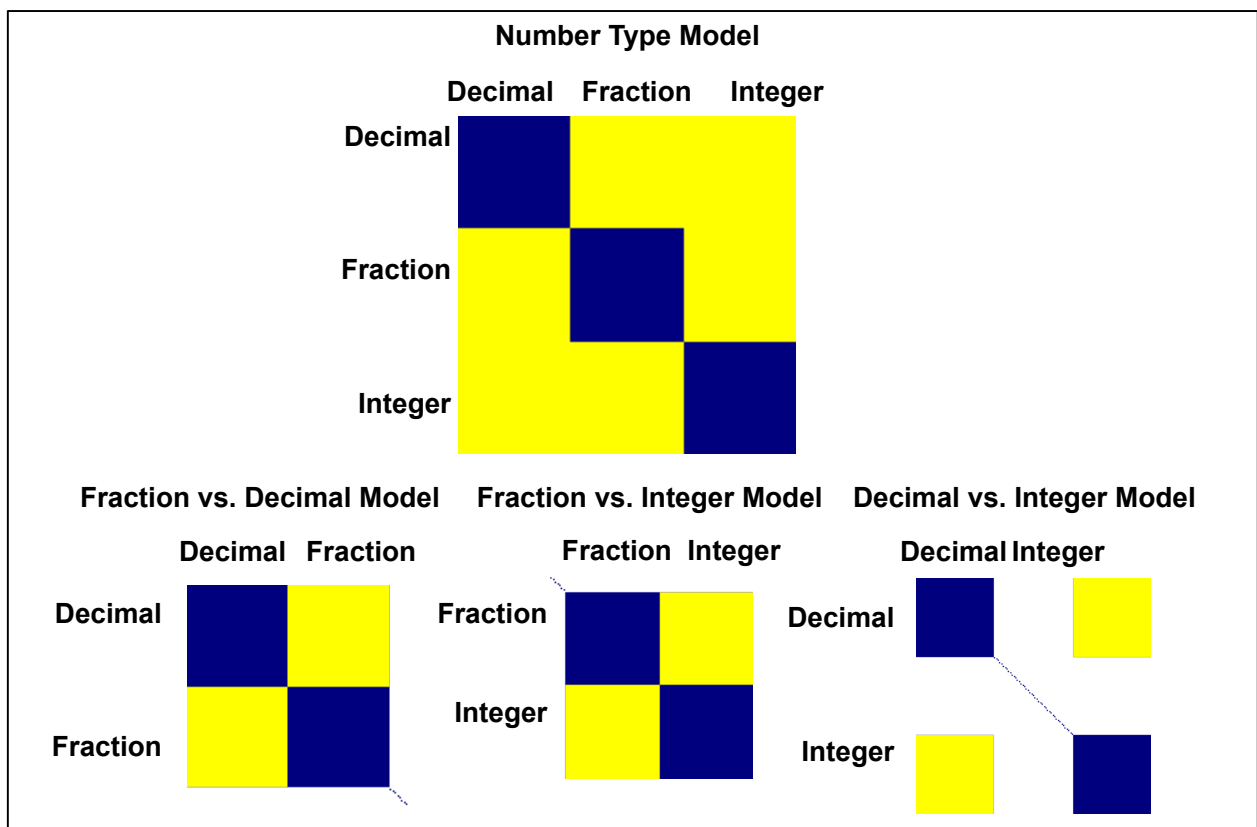 Number Type Model
Decimal Fraction Integer
Decimal
Fraction
Integer
Fraction vs. Decimal Model
Decimal Fraction
Decimal
Fraction
Fraction vs. Integer Model
Fraction Integer
Fraction
Integer
Decimal vs. Integer Model
Decimal Integer
Decimal
Integer